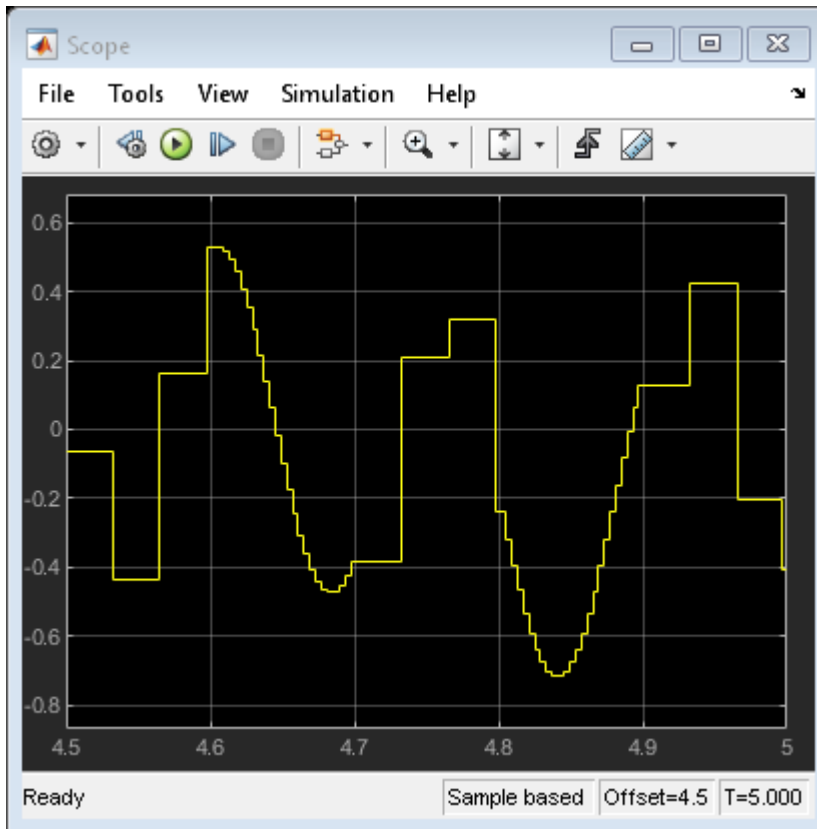 Scope
File Tools View Simulation Help
0.6
0.4
0.2
0
-0.2
-0.4
-0.6
-0.8
4.5 4.6 4.7 4.8 4.9 5
Ready Sample based Offset=4.5 T=5.000